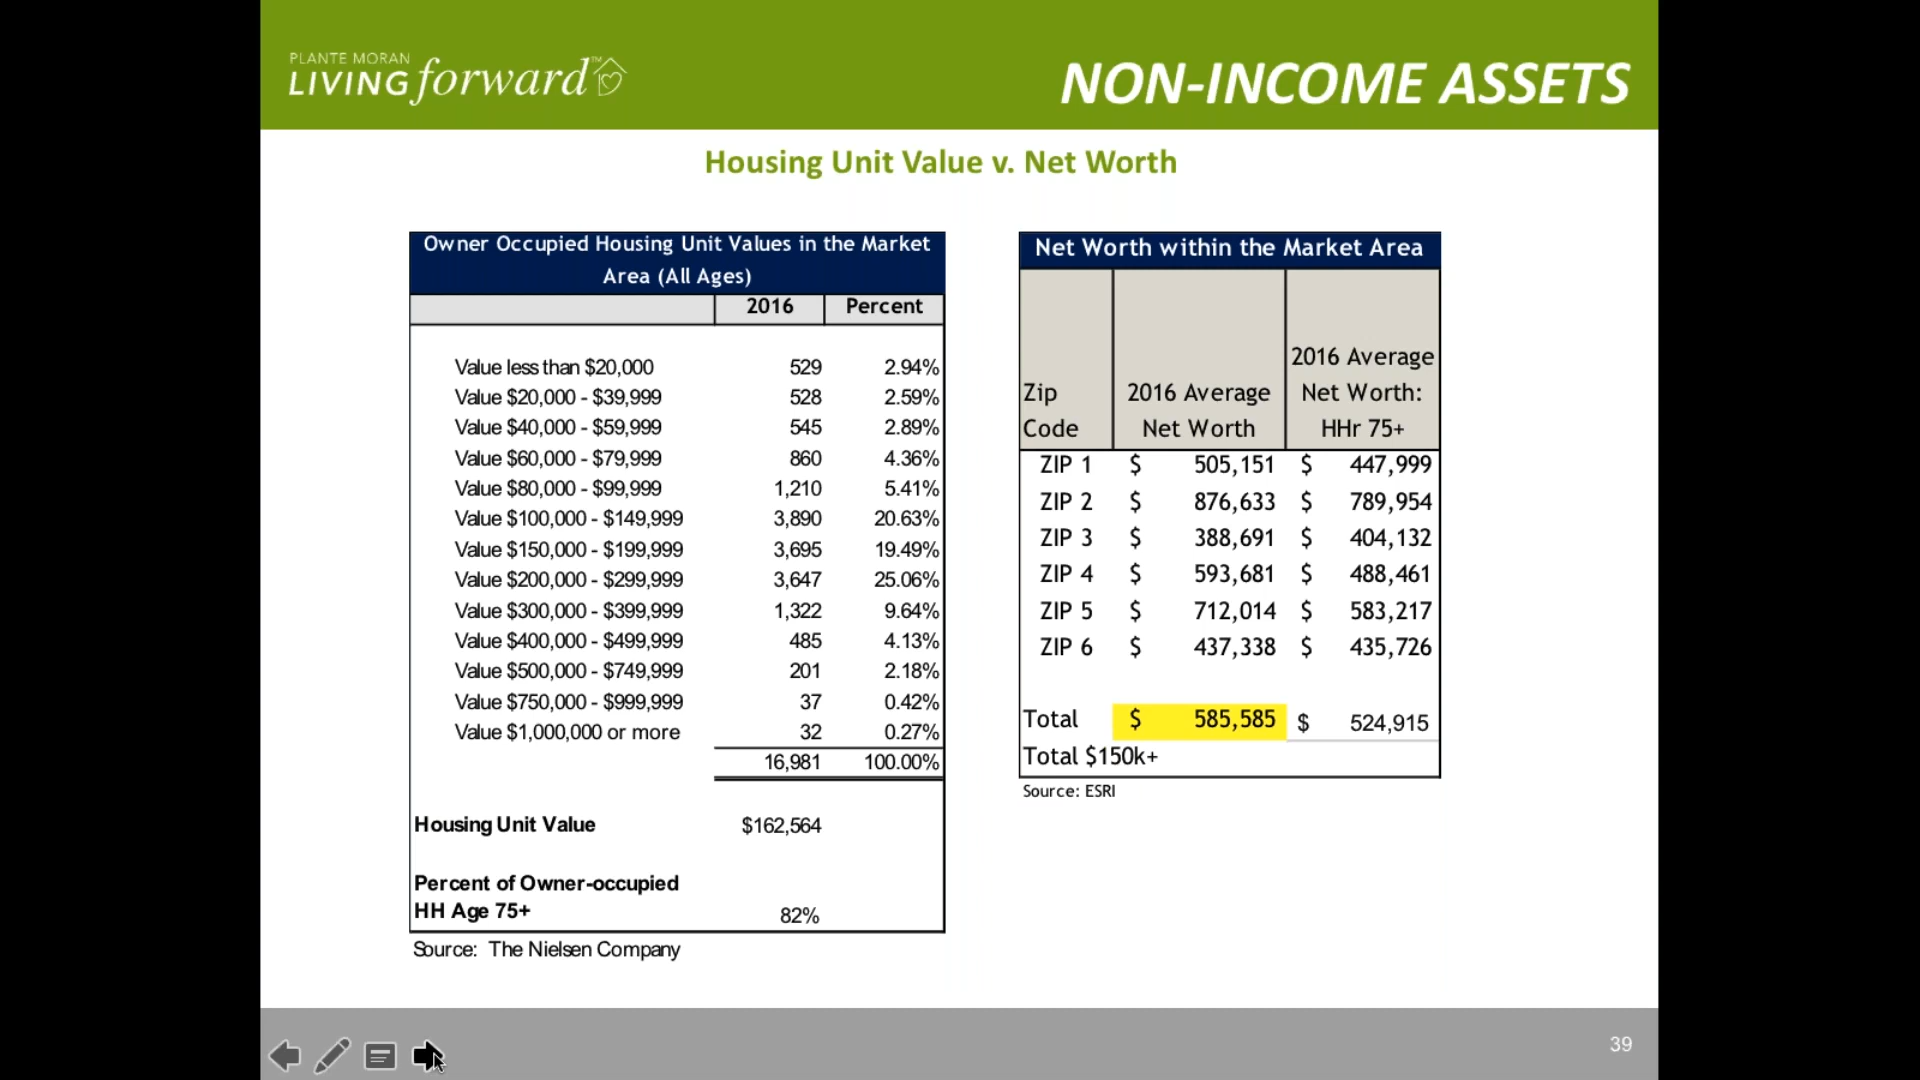 PLANTE MORAN
LIVING forward™
NON-INCOME ASSETS
Housing Unit Value v. Net Worth
Owner Occupied Housing Unit Values in the Market
Area (All Ages)
2016 Percent
Value less than $20,000 529 2.94%
Value $20,000 - $39,999 528 2.59%
Value $40,000 - $59,999 545 2.89%
Value $60,000 - $79,999 860 4.36%
Value $80,000 - $99,999 1,210 5.41%
Value $100,000 - $149,999 3,890 20.63%
Value $150,000 - $199,999 3,695 19.49%
Value $200,000 - $299,999 3,647 25.06%
Value $300,000 - $399,999 1,322 9.64%
Value $400,000 - $499,999 485 4.13%
Value $500,000 - $749,999 201 2.18%
Value $750,000 - $999,999 37 0.42%
Value $1,000,000 or more 32 0.27%
16,981 100.00%
Housing Unit Value $162,564
Percent of Owner-occupied
HH Age 75+ 82%
Source: The Nielsen Company
Net Worth within the Market Area
2016 Average
Zip 2016 Average Net Worth:
Code Net Worth HHr 75+
ZIP 1 $ 505,151 $ 447,999
ZIP 2 $ 876,633 $ 789,954
ZIP 3 $ 388,691 $ 404,132
ZIP 4 $ 593,681 $ 488,461
ZIP 5 $ 712,014 $ 583,217
ZIP 6 $ 437,338 $ 435,726
Total $ 585,585 $ 524,915
Total $150k+
Source: ESRI
39